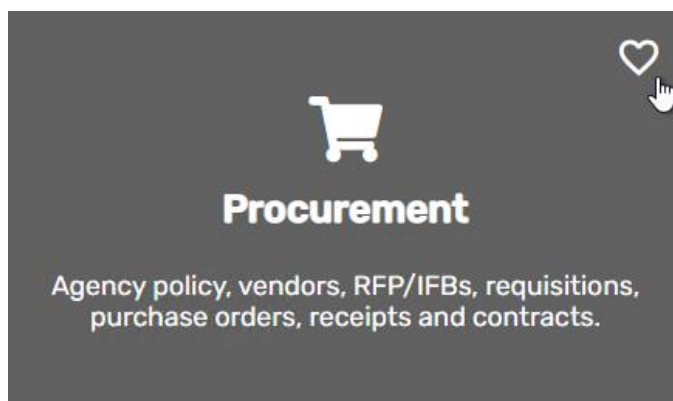 Procurement
Agency policy, vendors, RFP/IFBs, requisitions,
purchase orders, receipts and contracts.